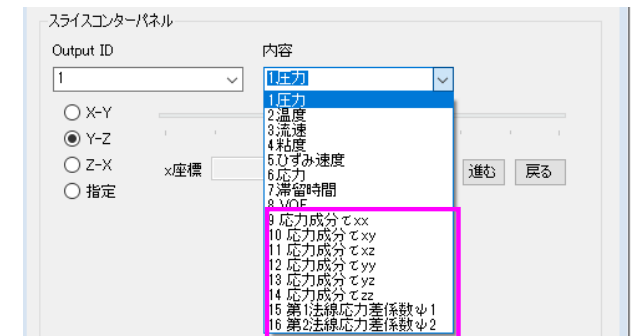 スライスコンターパネル
Output ID
内容
1
1.圧力
X-Y
Y-Z
Z-X
指定
x座標
進む
戻る
1.圧力
2.温度
3.流速
4.粘度
5.ひずみ速度
6.応力
7.滞留時間
8.VOF
9 応力成分τxx
10 応力成分τxy
11 応力成分τxz
12 応力成分τyy
13 応力成分τyz
14 応力成分τzz
15 第1法線応力差係数ψ1
16 第2法線応力差係数ψ2